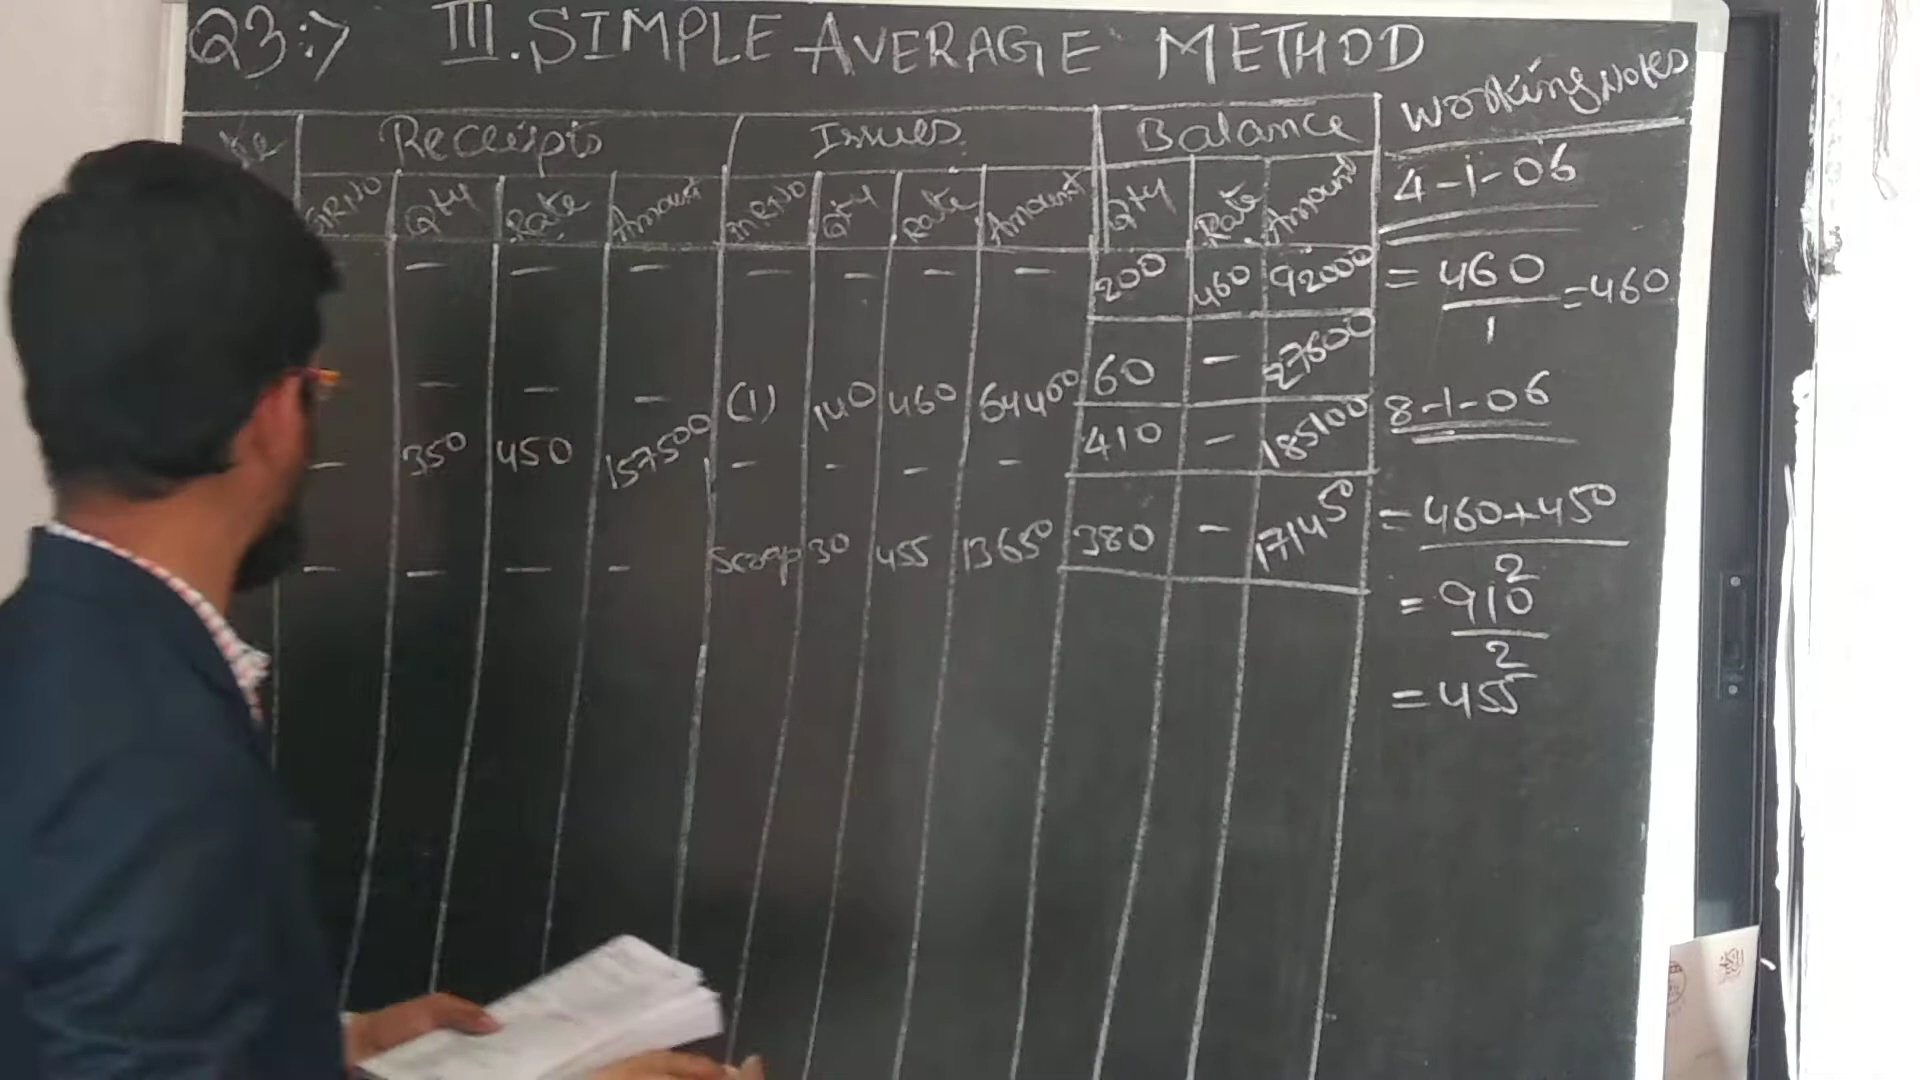 Q3:→ III. SIMPLE AVERAGE METHOD
Working Notes
Receipts Issues Balance
Qty Rate Amount Qty Rate Amount Qty Rate Amount
- - - - - - - 200 460 92000
- - - (1) 140 460 64400 60 - 27600
- 350 450 157500 - - - - 410 - 185100
- - - - Scrap 30 455 13650 380 - 171450
4-1-06
= 460/1 = 460
8-1-06
= 460+450
2
= 910
2
= 455